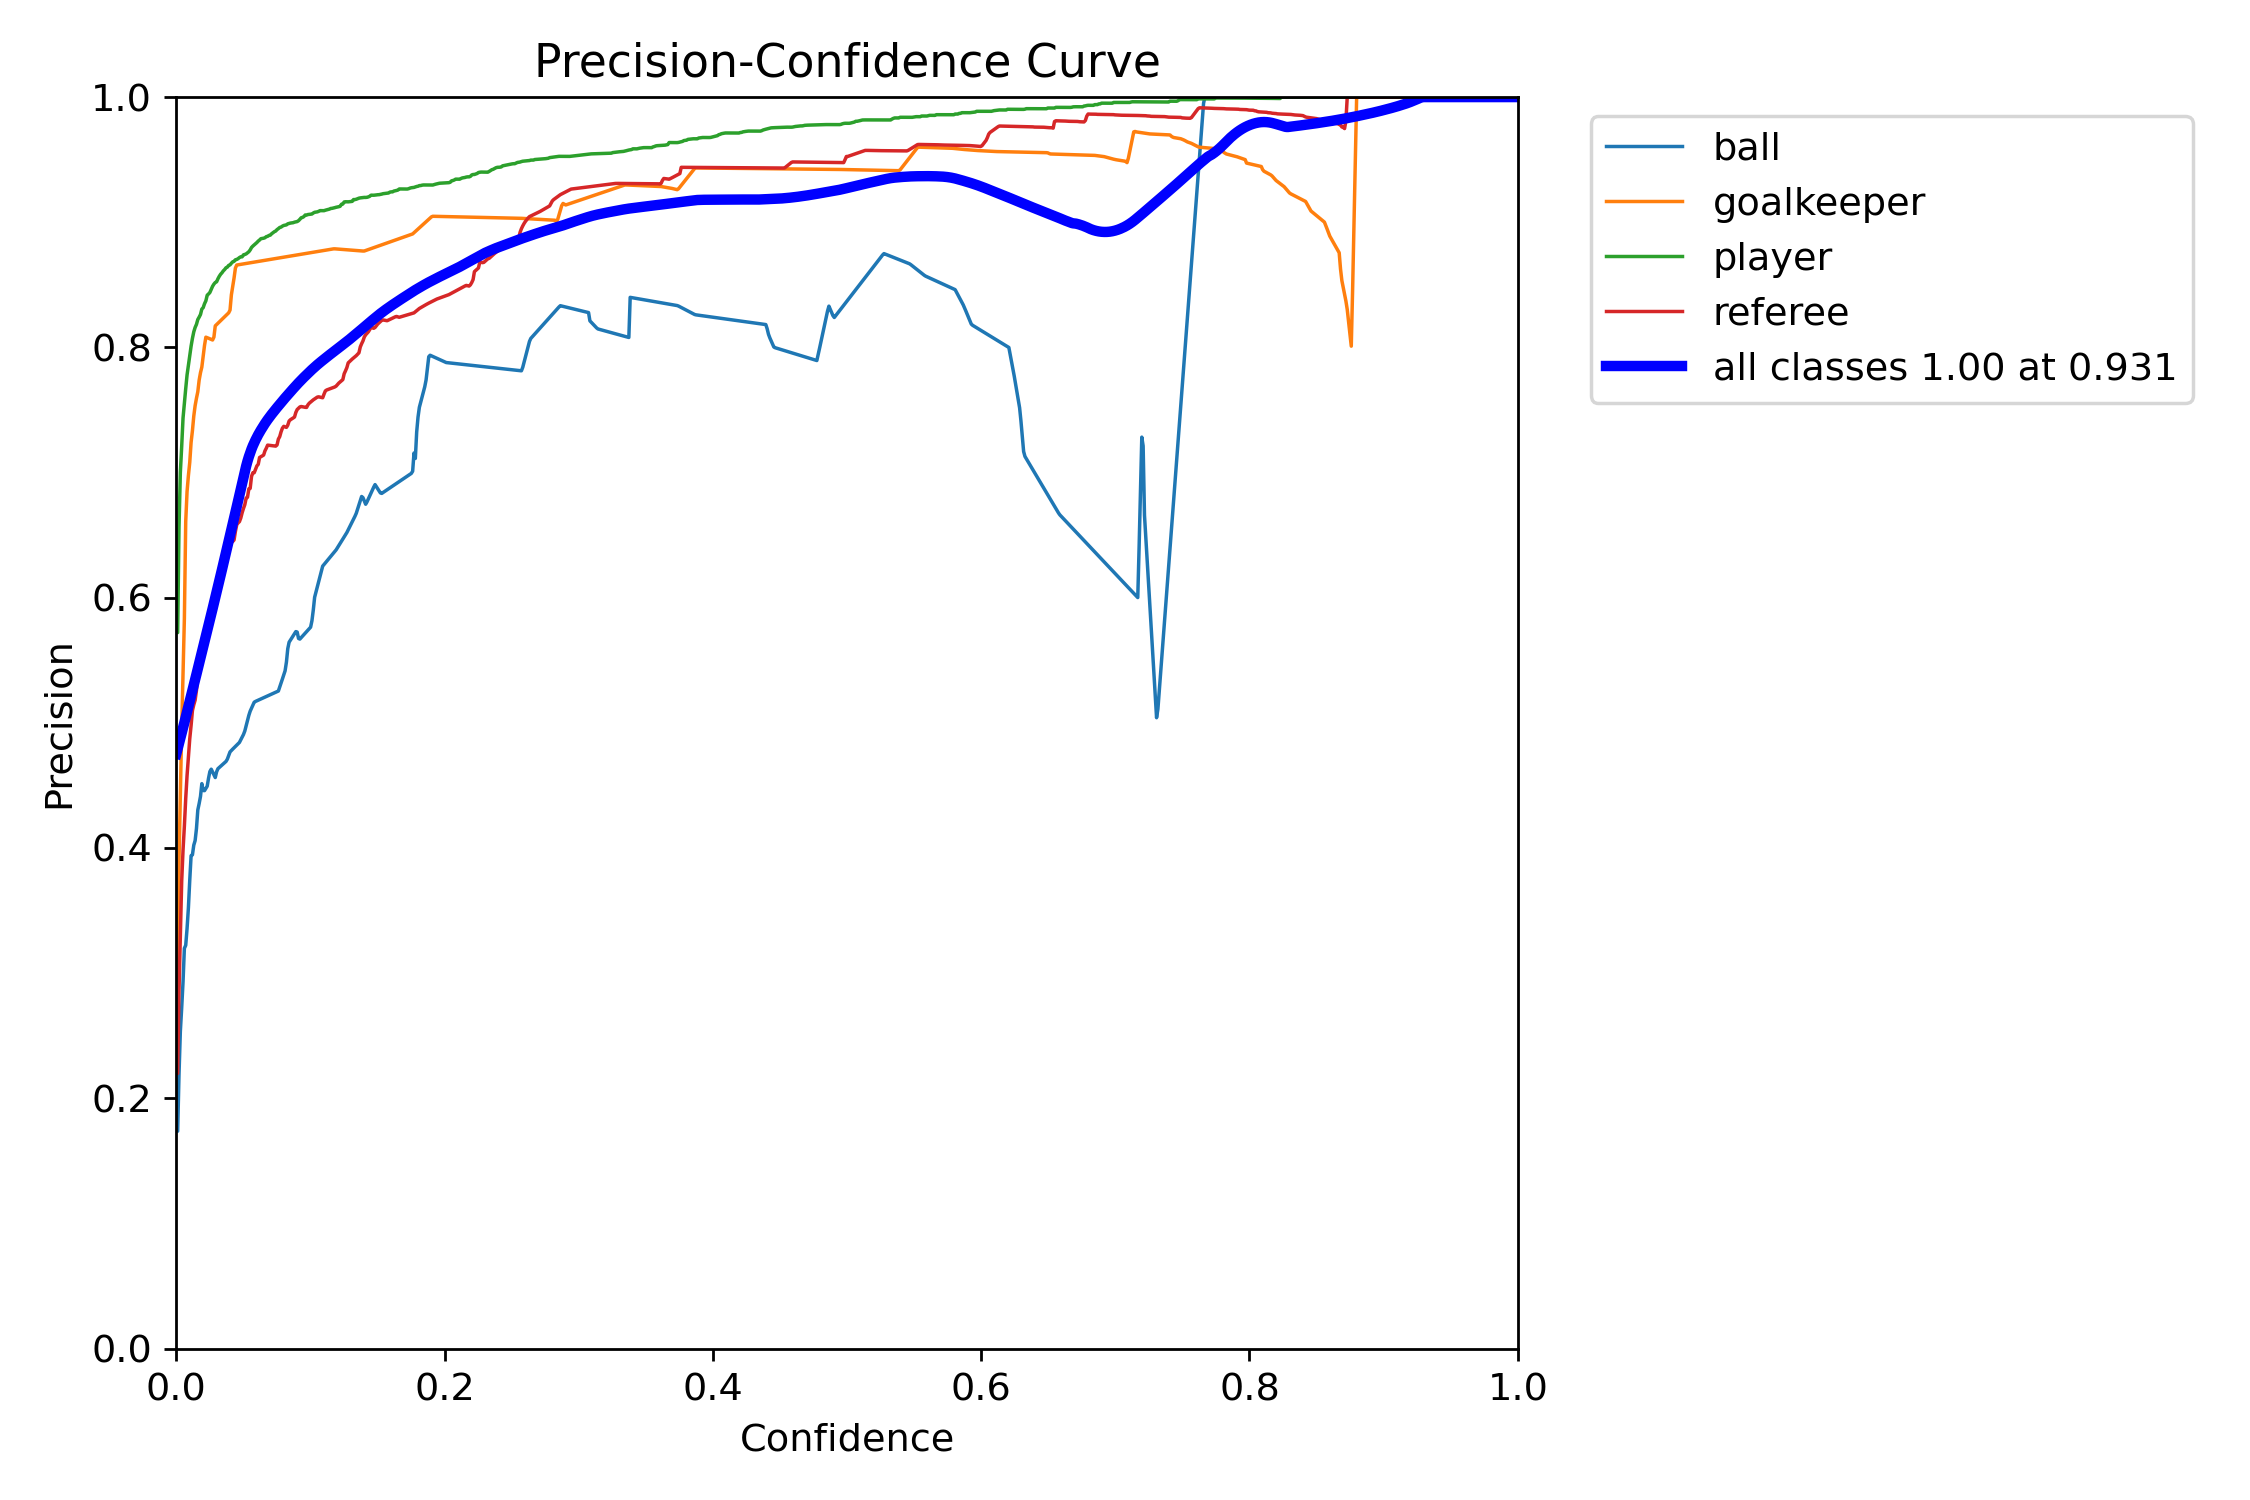 Precision-Confidence Curve
1.0
0.8
0.6
0.4
0.2
0.0
Precision
0.0 0.2 0.4 0.6 0.8 1.0
Confidence
ball
goalkeeper
player
referee
all classes 1.00 at 0.931